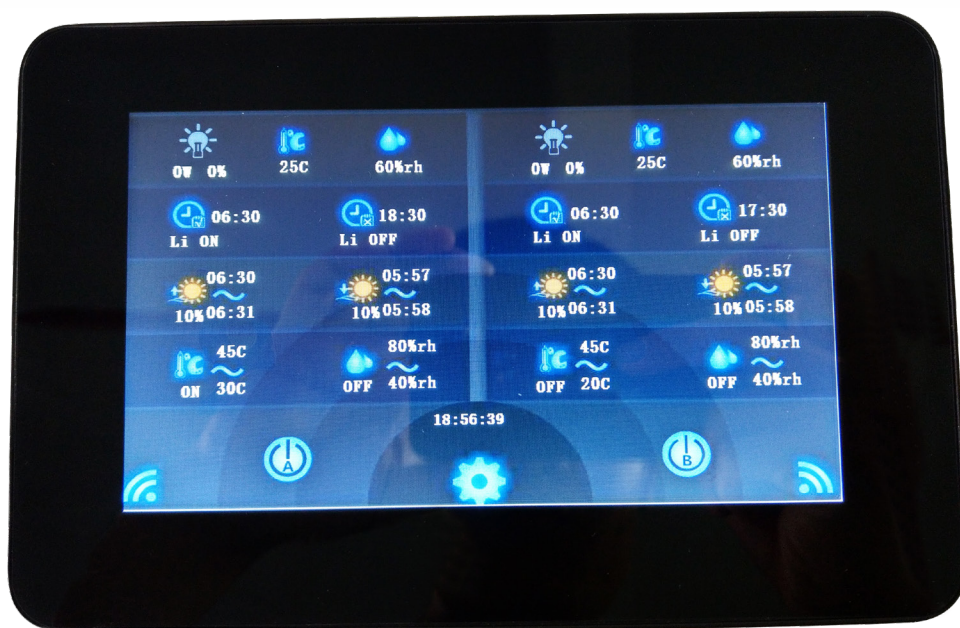 0W 0% 25C 60%rh 0W 0% 25C 60%rh
06:30 18:30 06:30 17:30
Li ON Li OFF Li ON Li OFF
06:30 05:57 06:30 05:57
10% 06:31 10% 05:58 10% 06:31 10% 05:58
45C 80%rh 45C 80%rh
ON 30C OFF 40%rh OFF 20C OFF 40%rh
18:56:39
A B